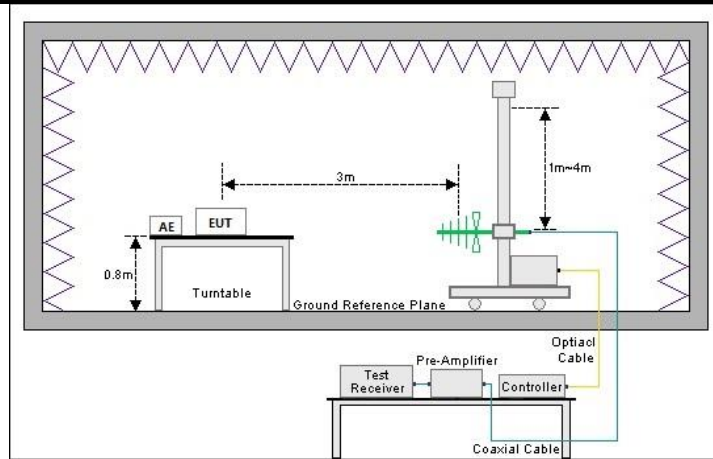 3m
1m~4m
AE
EUT
0.8m
Turntable
Ground Reference Plane
Optiacl
Cable
Pre-Amplifier
Test
Receiver
Controller
Coaxial Cable